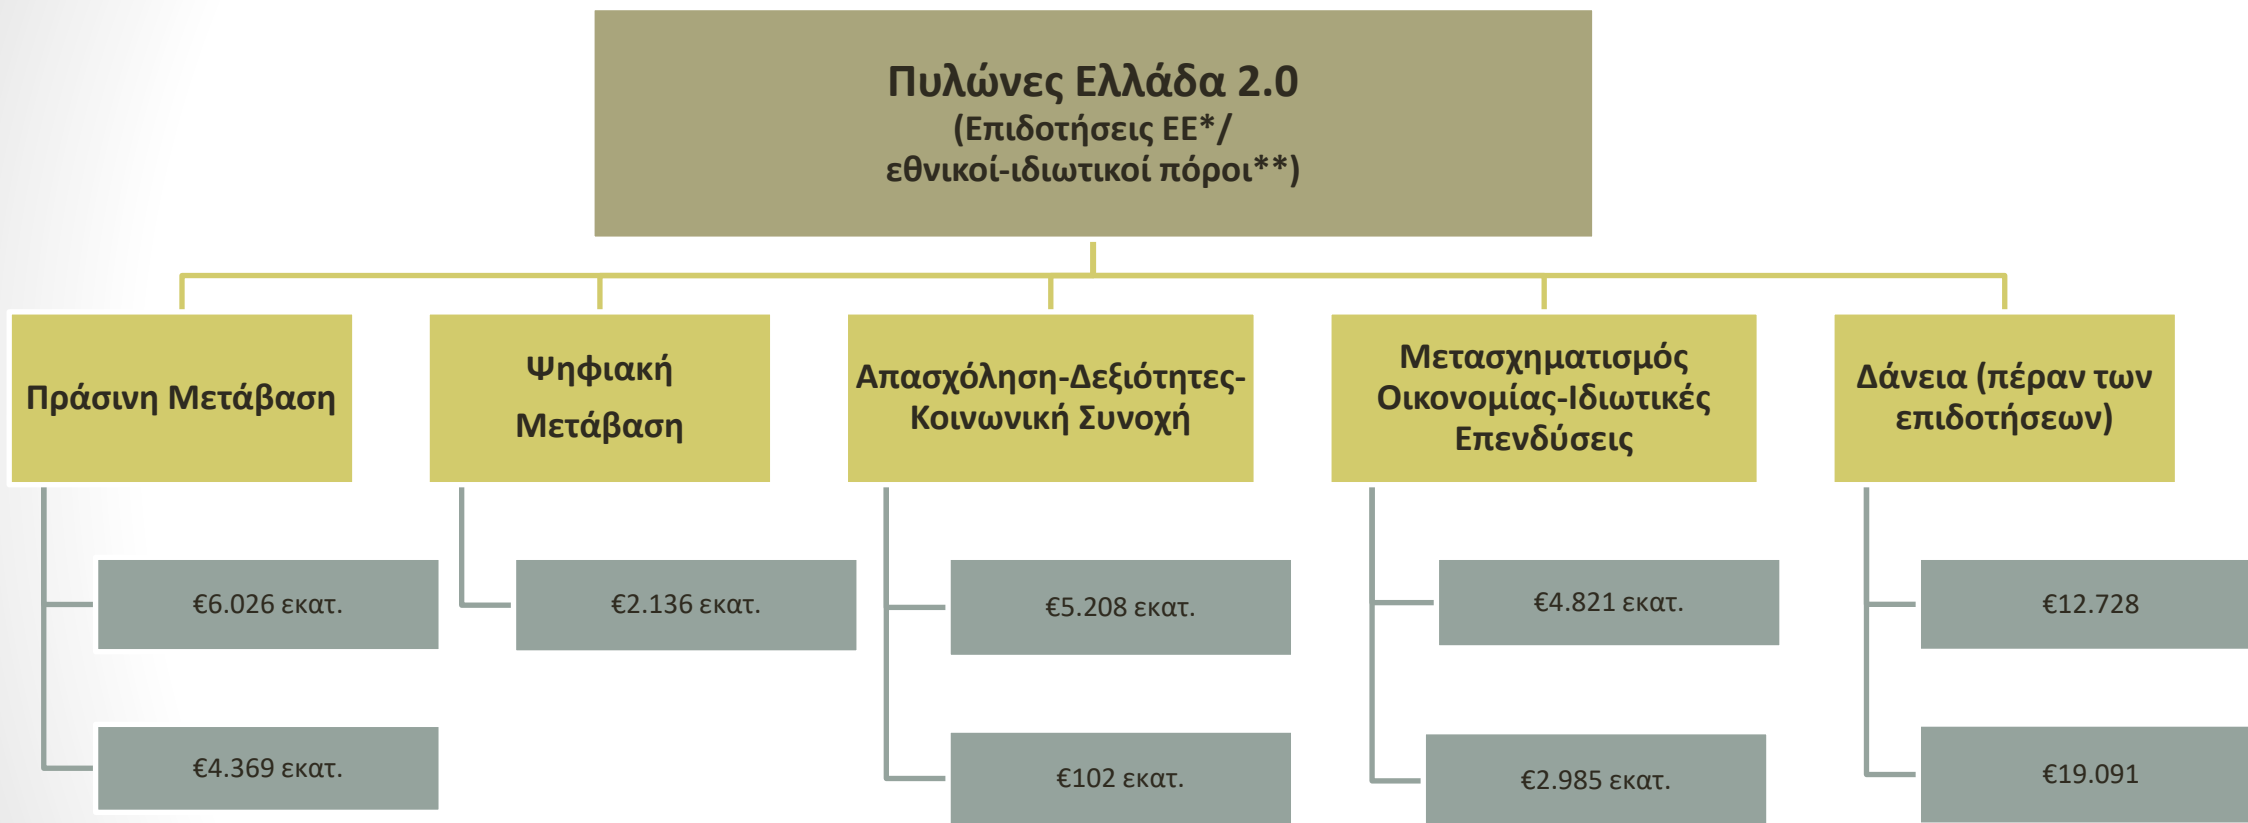 Πυλώνες Ελλάδα 2.0
(Επιδοτήσεις ΕΕ*/
εθνικοί-ιδιωτικοί πόροι**)
Πράσινη Μετάβαση
Ψηφιακή
Μετάβαση
Απασχόληση-Δεξιότητες-
Κοινωνική Συνοχή
Μετασχηματισμός
Οικονομίας-Ιδιωτικές
Επενδύσεις
Δάνεια (πέραν των
επιδοτήσεων)
€6.026 εκατ.
€2.136 εκατ.
€5.208 εκατ.
€4.821 εκατ.
€12.728
€4.369 εκατ.
€102 εκατ.
€2.985 εκατ.
€19.091